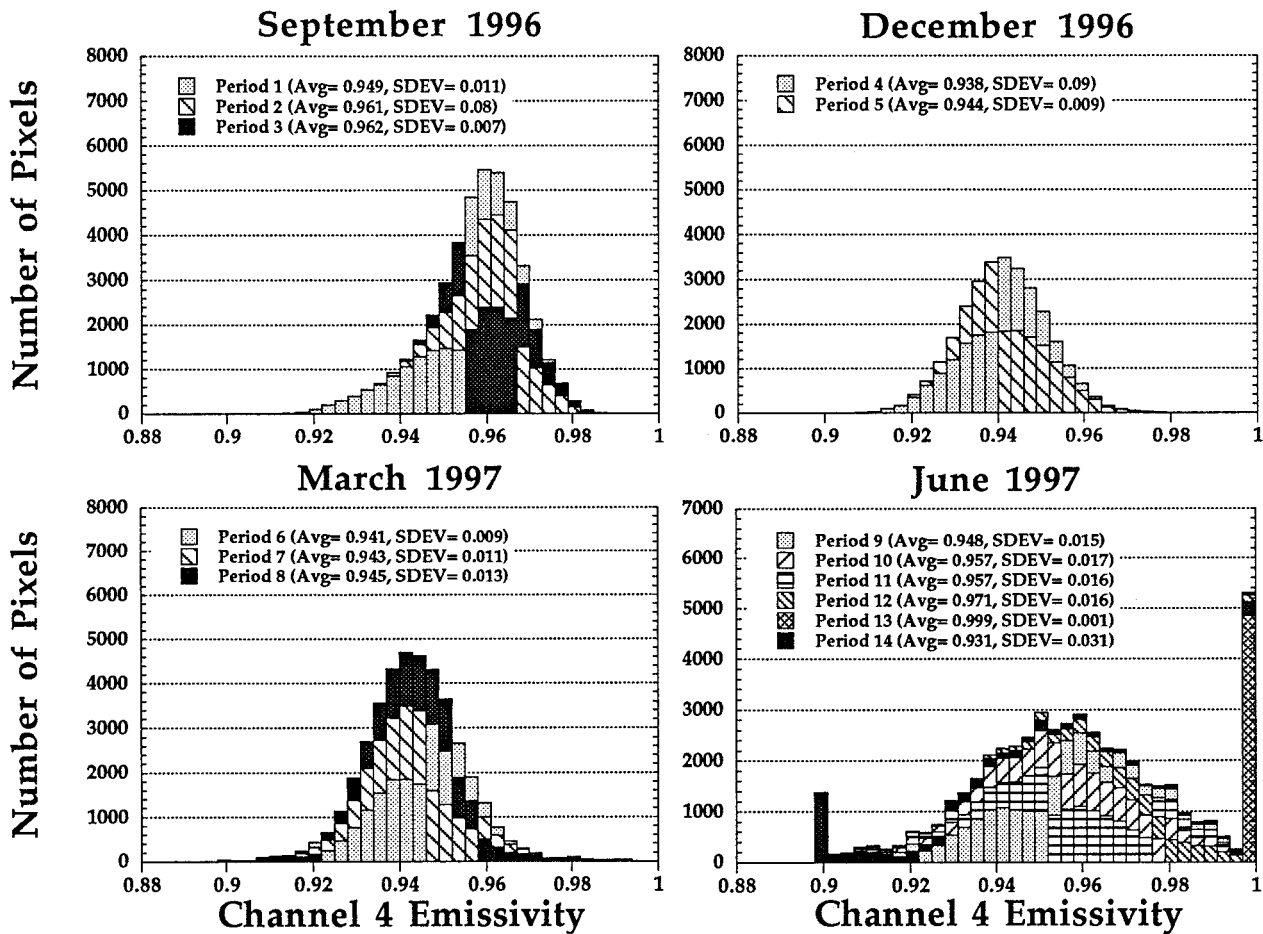 September 1996
December 1996
Number of Pixels
8000
7000
6000
5000
4000
3000
2000
1000
0
Period 1 (Avg= 0.949, SDEV= 0.011)
Period 2 (Avg= 0.961, SDEV= 0.08)
Period 3 (Avg= 0.962, SDEV= 0.007)
0.88 0.9 0.92 0.94 0.96 0.98 1
8000
7000
6000
5000
4000
3000
2000
1000
0
Period 4 (Avg= 0.938, SDEV= 0.09)
Period 5 (Avg= 0.944, SDEV= 0.009)
0.88 0.9 0.92 0.94 0.96 0.98 1
March 1997
June 1997
Number of Pixels
8000
7000
6000
5000
4000
3000
2000
1000
0
Period 6 (Avg= 0.941, SDEV= 0.009)
Period 7 (Avg= 0.943, SDEV= 0.011)
Period 8 (Avg= 0.945, SDEV= 0.013)
0.88 0.9 0.92 0.94 0.96 0.98 1
Channel 4 Emissivity
7000
6000
5000
4000
3000
2000
1000
0
Period 9 (Avg= 0.948, SDEV= 0.015)
Period 10 (Avg= 0.957, SDEV= 0.017)
Period 11 (Avg= 0.957, SDEV= 0.016)
Period 12 (Avg= 0.971, SDEV= 0.016)
Period 13 (Avg= 0.999, SDEV= 0.001)
Period 14 (Avg= 0.931, SDEV= 0.031)
0.88 0.9 0.92 0.94 0.96 0.98 1
Channel 4 Emissivity